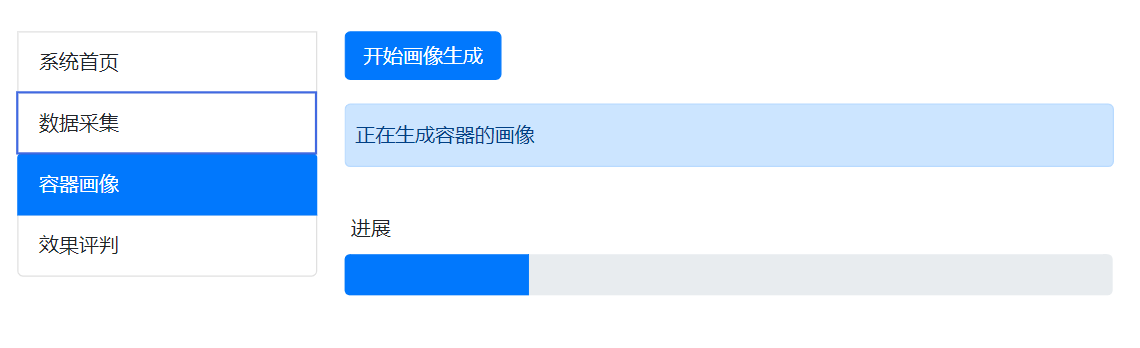 系统首页
数据采集
容器画像
效果评判
开始画像生成
正在生成容器的画像
进展